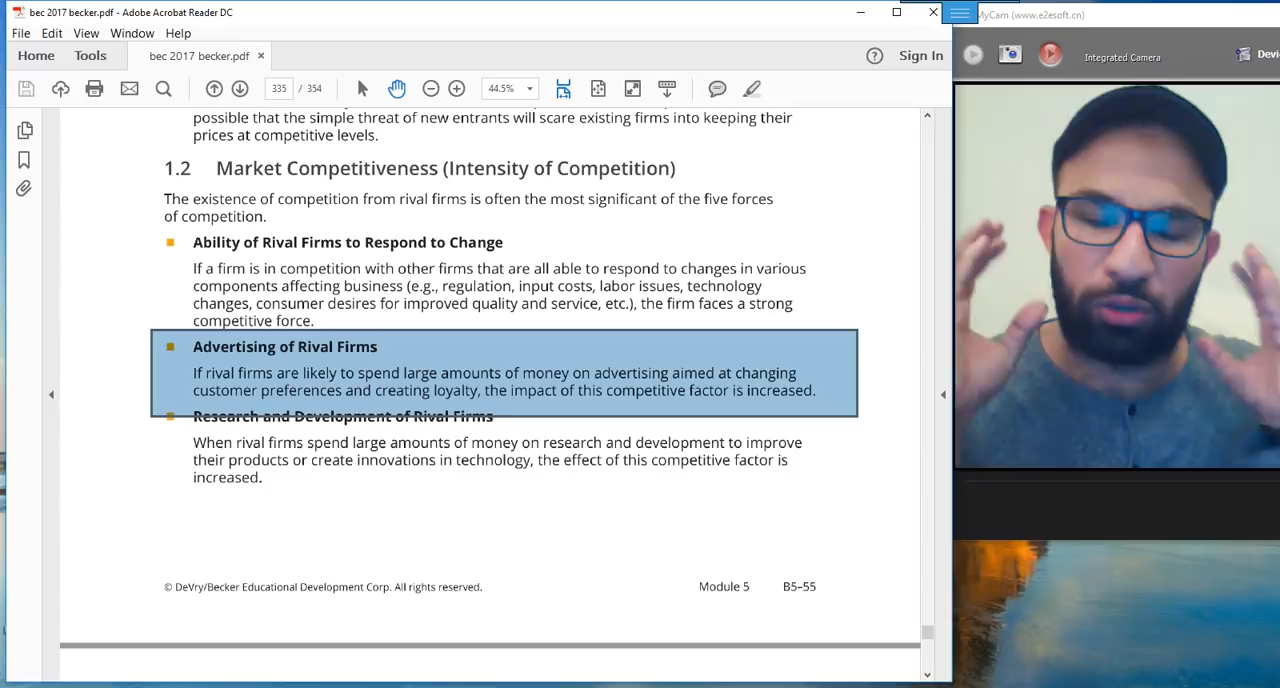 bec 2017 becker.pdf - Adobe Acrobat Reader DC
MyCam (www.e2esoft.cn)
File Edit View Window Help
Home Tools bec 2017 becker.pdf × Sign In
Integrated Camera
Devi
335 / 354 44.5%
possible that the simple threat of new entrants will scare existing firms into keeping their
prices at competitive levels.
1.2 Market Competitiveness (Intensity of Competition)
The existence of competition from rival firms is often the most significant of the five forces
of competition.
Ability of Rival Firms to Respond to Change
If a firm is in competition with other firms that are all able to respond to changes in various
components affecting business (e.g., regulation, input costs, labor issues, technology
changes, consumer desires for improved quality and service, etc.), the firm faces a strong
competitive force.
Advertising of Rival Firms
If rival firms are likely to spend large amounts of money on advertising aimed at changing
customer preferences and creating loyalty, the impact of this competitive factor is increased.
Research and Development of Rival Firms
When rival firms spend large amounts of money on research and development to improve
their products or create innovations in technology, the effect of this competitive factor is
increased.
© DeVry/Becker Educational Development Corp. All rights reserved. Module 5 B5–55